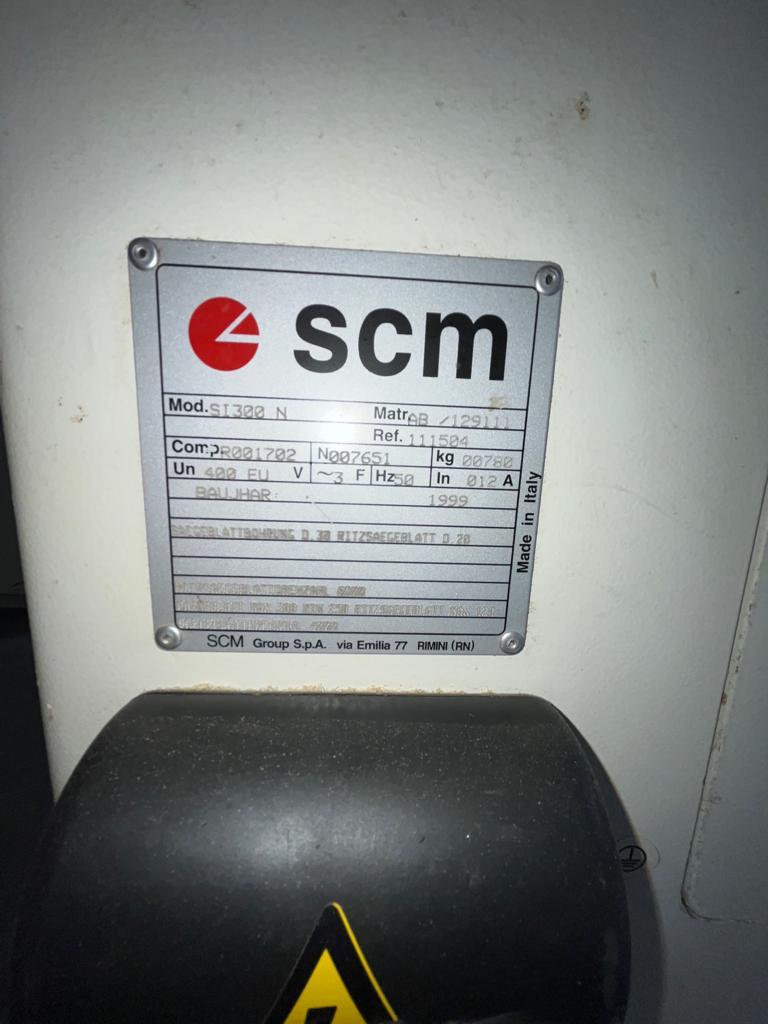 scm
Mod. SI300 N Matr. AB /129111
Ref. 111504
Comp PR001702 N007651 kg 00780
Un 400 EU V ~3 F Hz 50 In 012 A
BAUJHAR: 1999
SAEGEBLATTBOHRUNG D.30 RITZSAEGEBLATT D.20
SCM Group S.p.A. via Emilia 77 RIMINI (RN)
Made in Italy